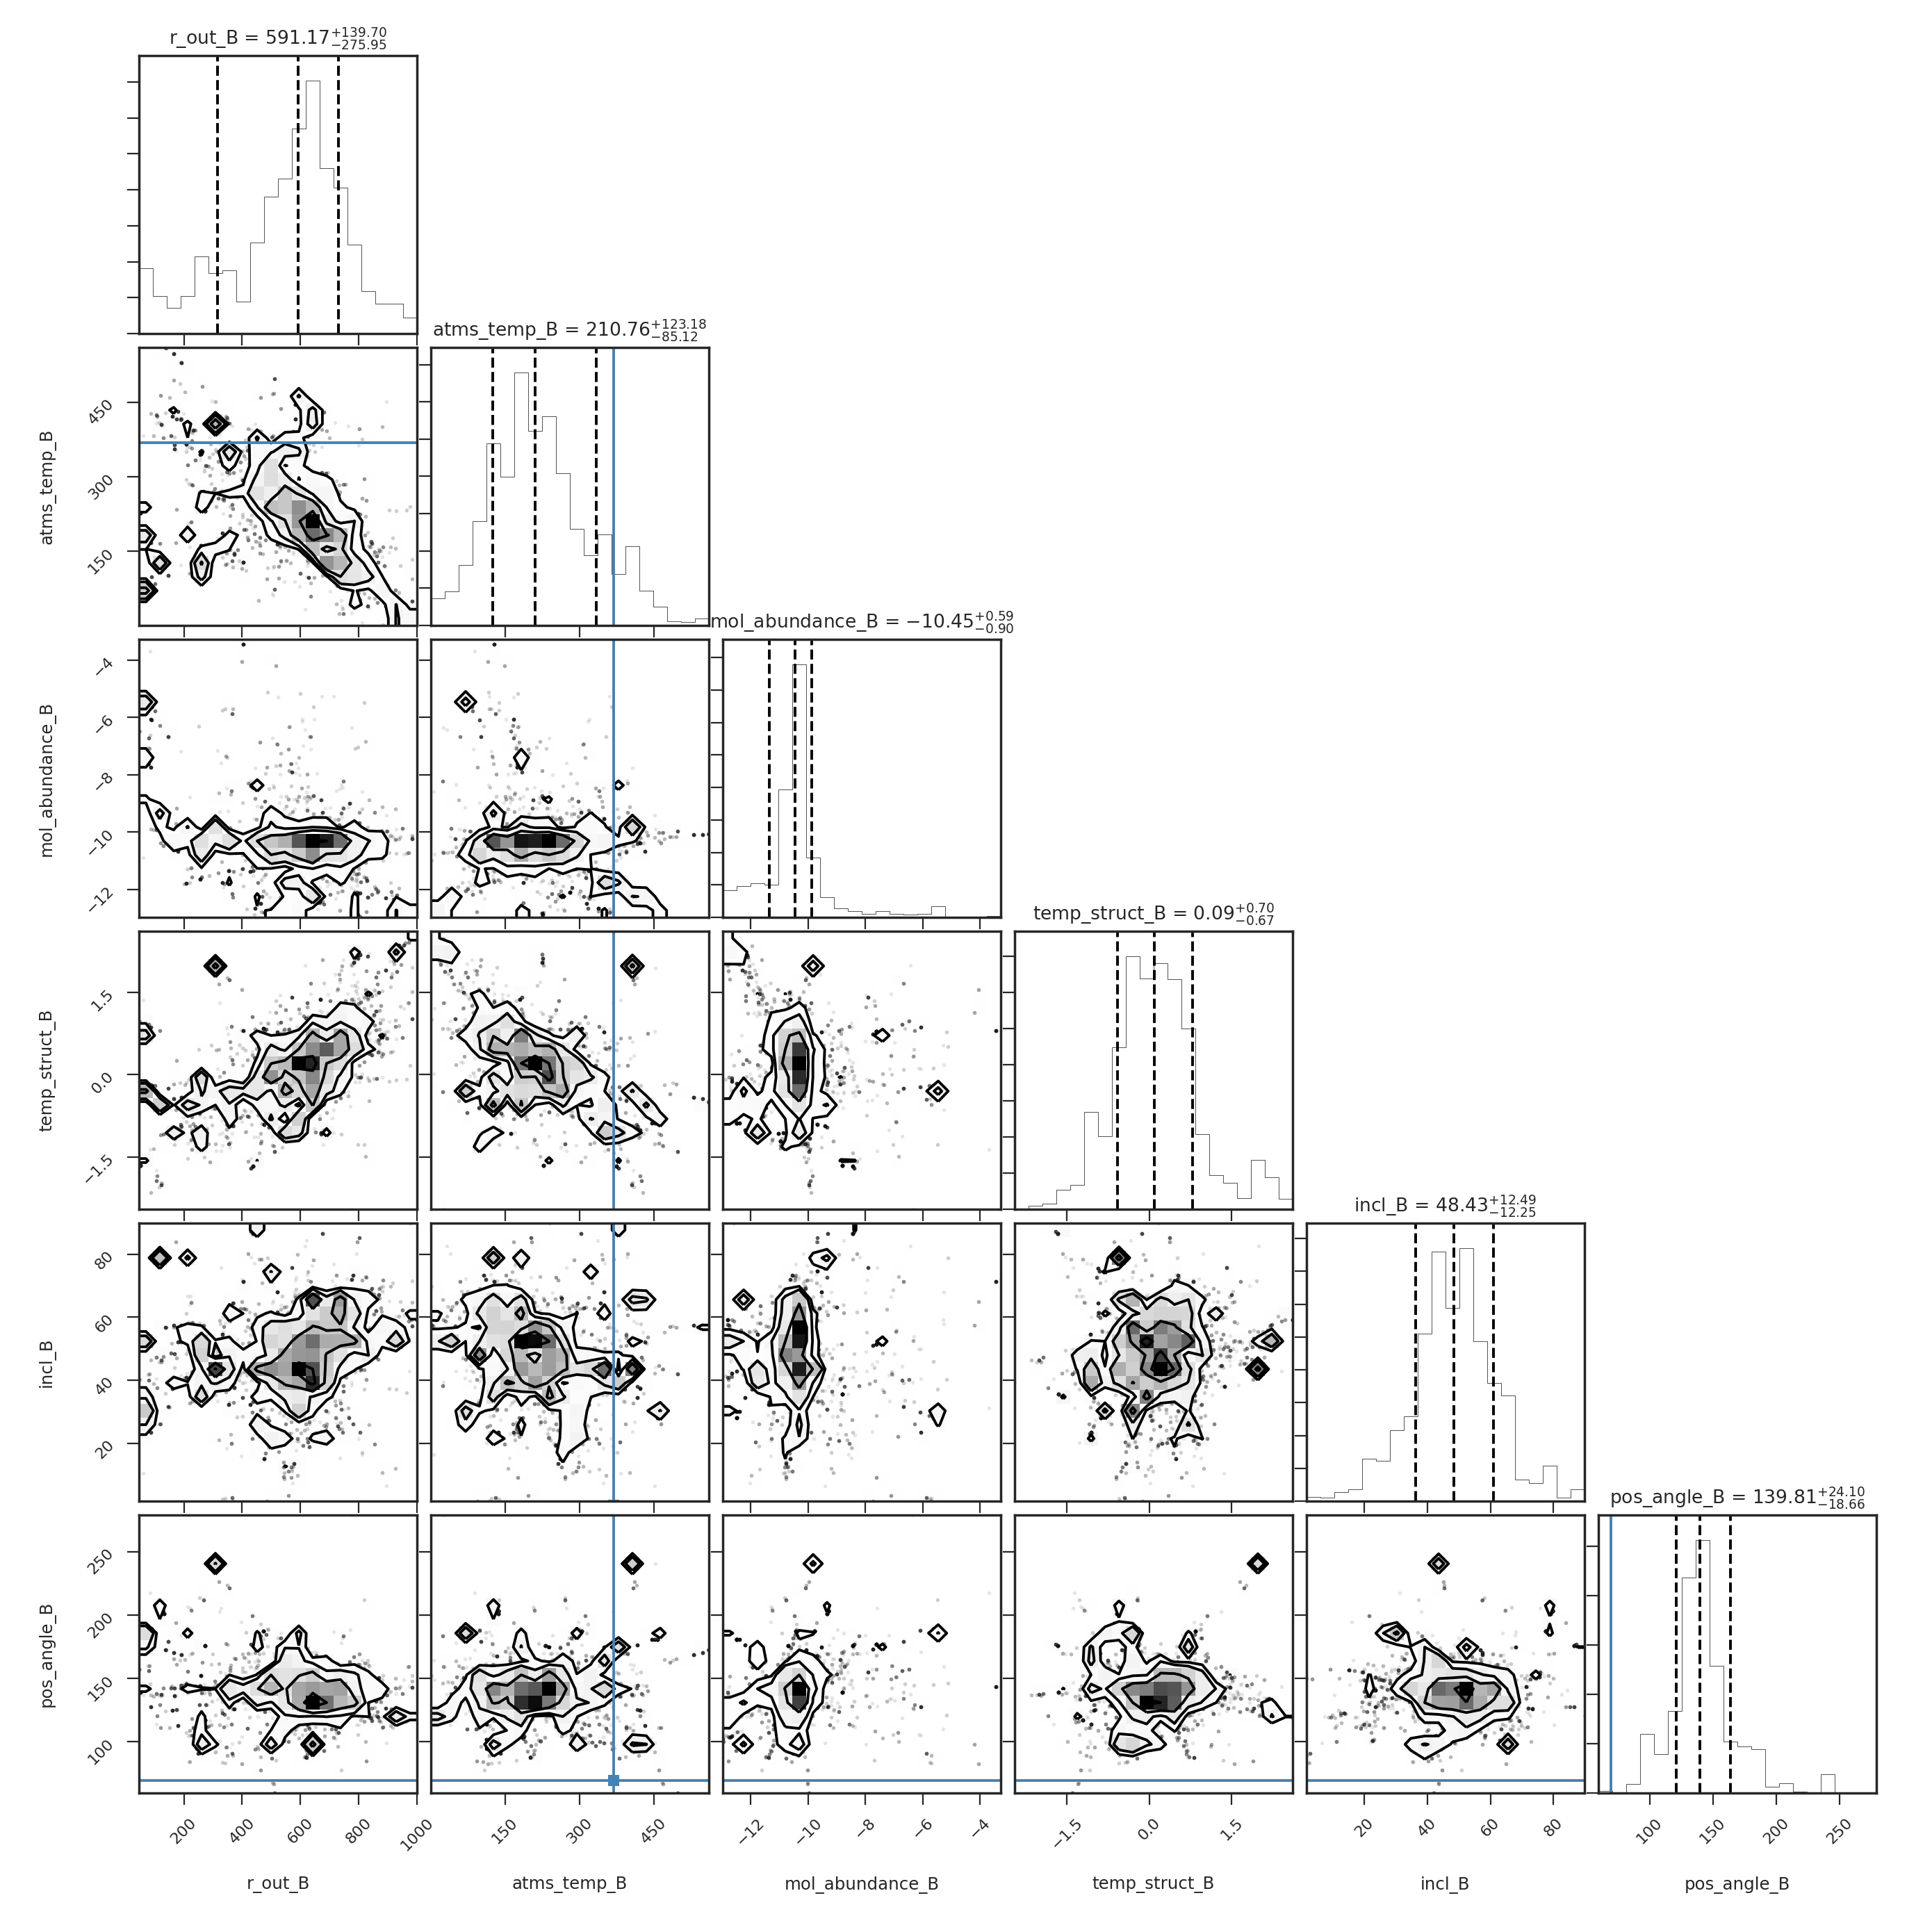 r_out_B = 591.17+139.70−275.95
atms_temp_B = 210.76+123.18−85.12
450
300
150
atms_temp_B
mol_abundance_B = −10.45+0.59−0.90
−4
−6
−8
−10
−12
mol_abundance_B
temp_struct_B = 0.09+0.70−0.67
1.5
0.0
−1.5
temp_struct_B
incl_B = 48.43+12.49−12.25
80
60
40
20
incl_B
pos_angle_B = 139.81+24.10−18.66
250
200
150
100
pos_angle_B
200 400 600 800 1000 150 300 450 −12 −10 −8 −6 −4 −1.5 0.0 1.5 20 40 60 80 100 150 200 250
r_out_B atms_temp_B mol_abundance_B temp_struct_B incl_B pos_angle_B